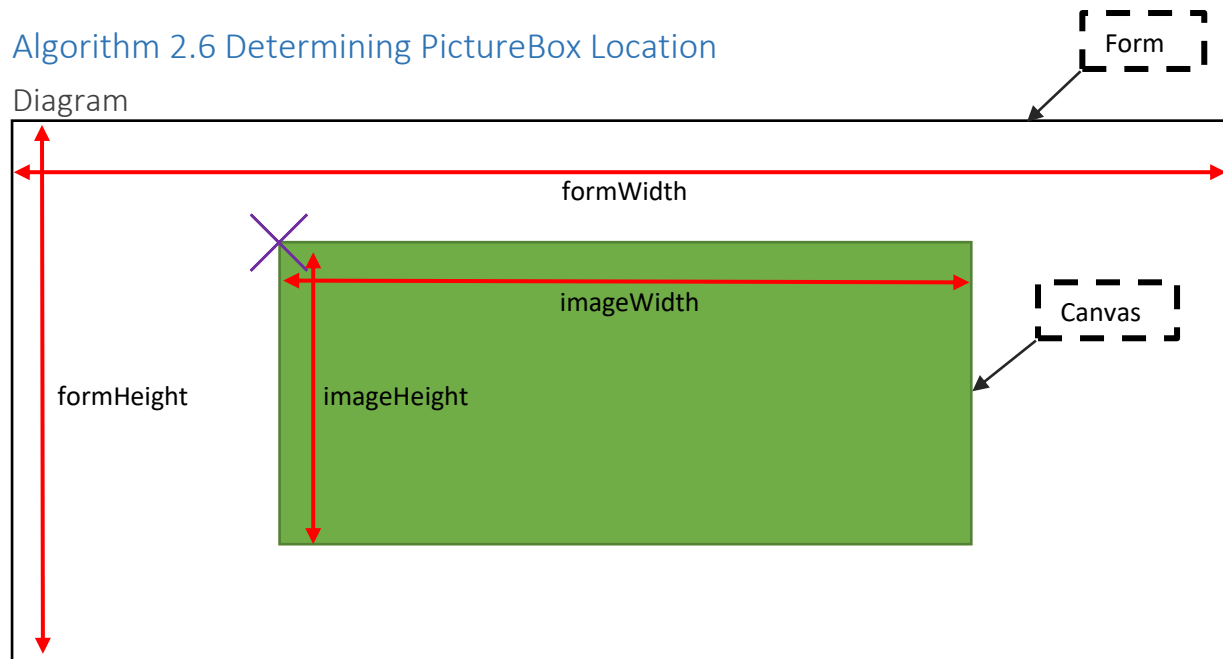 Algorithm 2.6 Determining PictureBox Location
Form
Diagram
formWidth
imageWidth
Canvas
formHeight
imageHeight